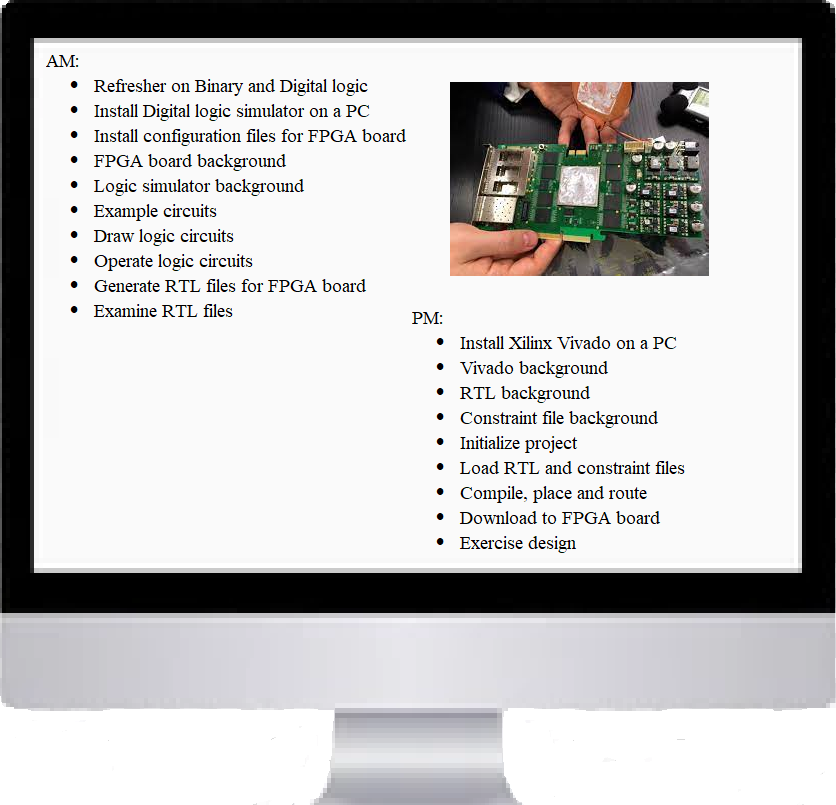 AM:
• Refresher on Binary and Digital logic
• Install Digital logic simulator on a PC
• Install configuration files for FPGA board
• FPGA board background
• Logic simulator background
• Example circuits
• Draw logic circuits
• Operate logic circuits
• Generate RTL files for FPGA board
• Examine RTL files
PM:
• Install Xilinx Vivado on a PC
• Vivado background
• RTL background
• Constraint file background
• Initialize project
• Load RTL and constraint files
• Compile, place and route
• Download to FPGA board
• Exercise design